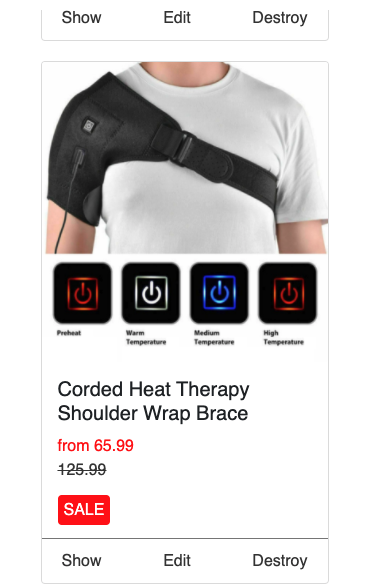 Show Edit Destroy
Preheat Warm Temperature Medium Temperature High Temperature
Corded Heat Therapy
Shoulder Wrap Brace
from 65.99
125.99
SALE
Show Edit Destroy